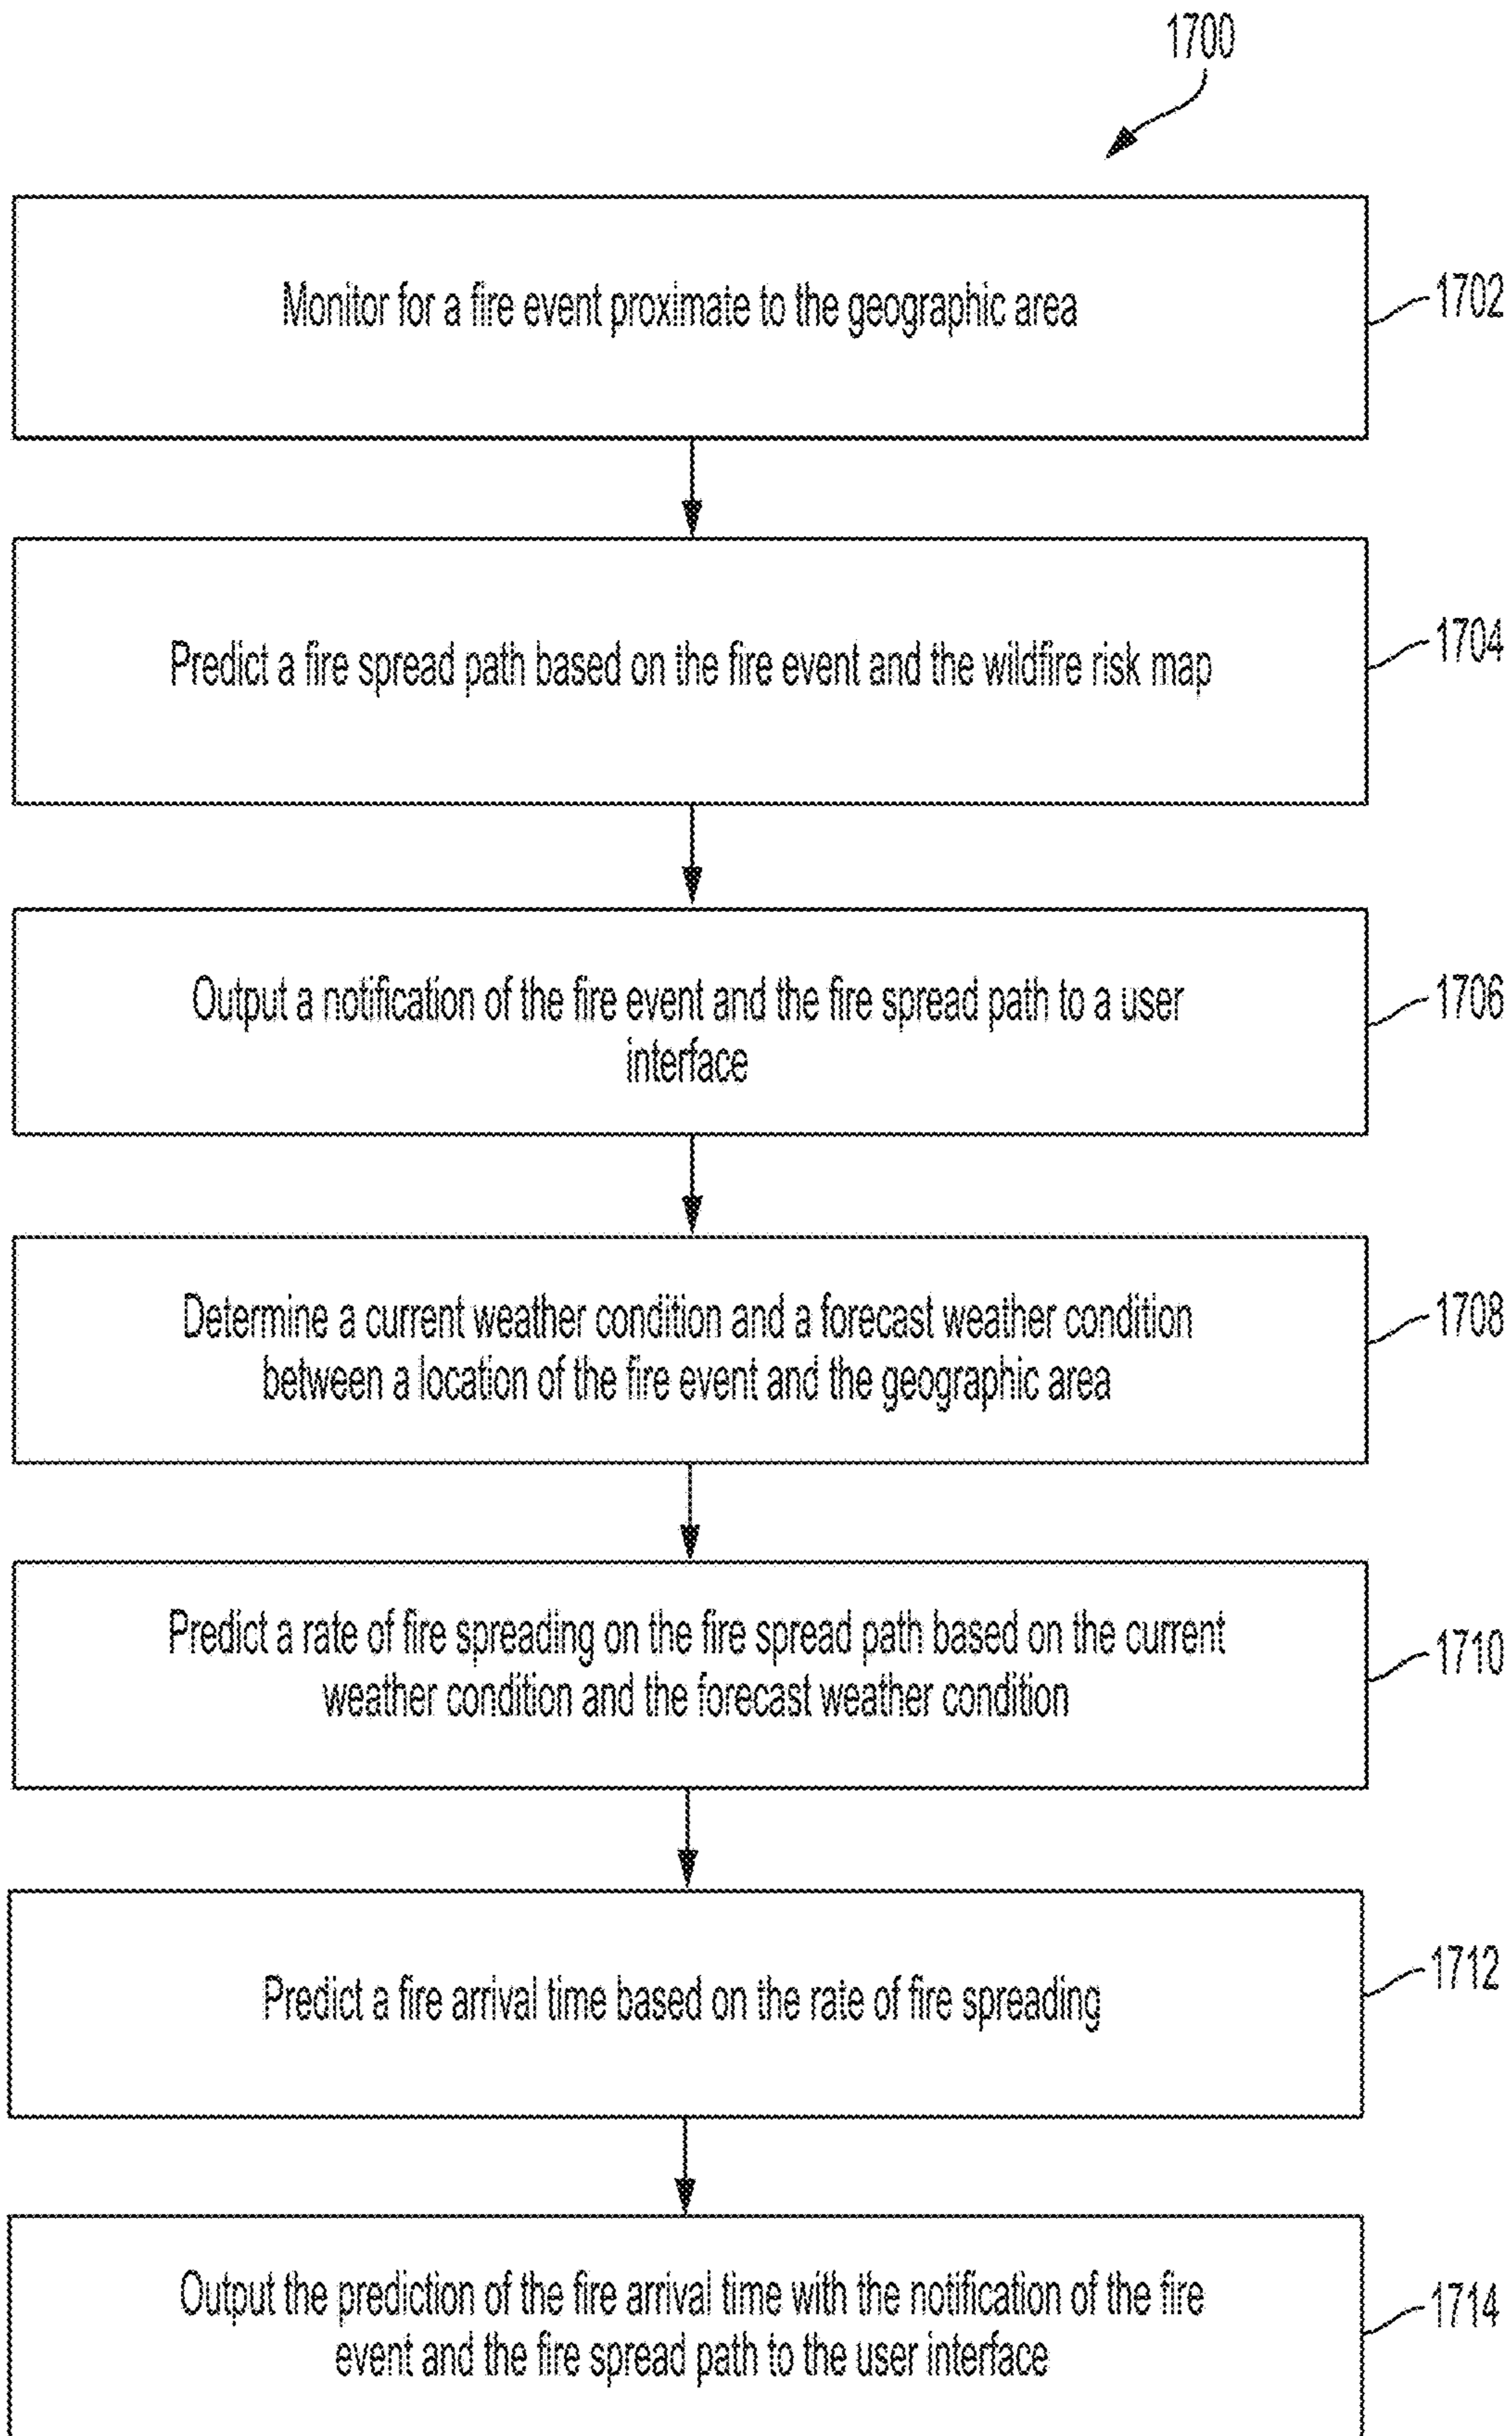 1700
Monitor for a fire event proximate to the geographic area
1702
Predict a fire spread path based on the fire event and the wildfire risk map
1704
Output a notification of the fire event and the fire spread path to a user
interface
1706
Determine a current weather condition and a forecast weather condition
between a location of the fire event and the geographic area
1708
Predict a rate of fire spreading on the fire spread path based on the current
weather condition and the forecast weather condition
1710
Predict a fire arrival time based on the rate of fire spreading
1712
Output the prediction of the fire arrival time with the notification of the fire
event and the fire spread path to the user interface
1714